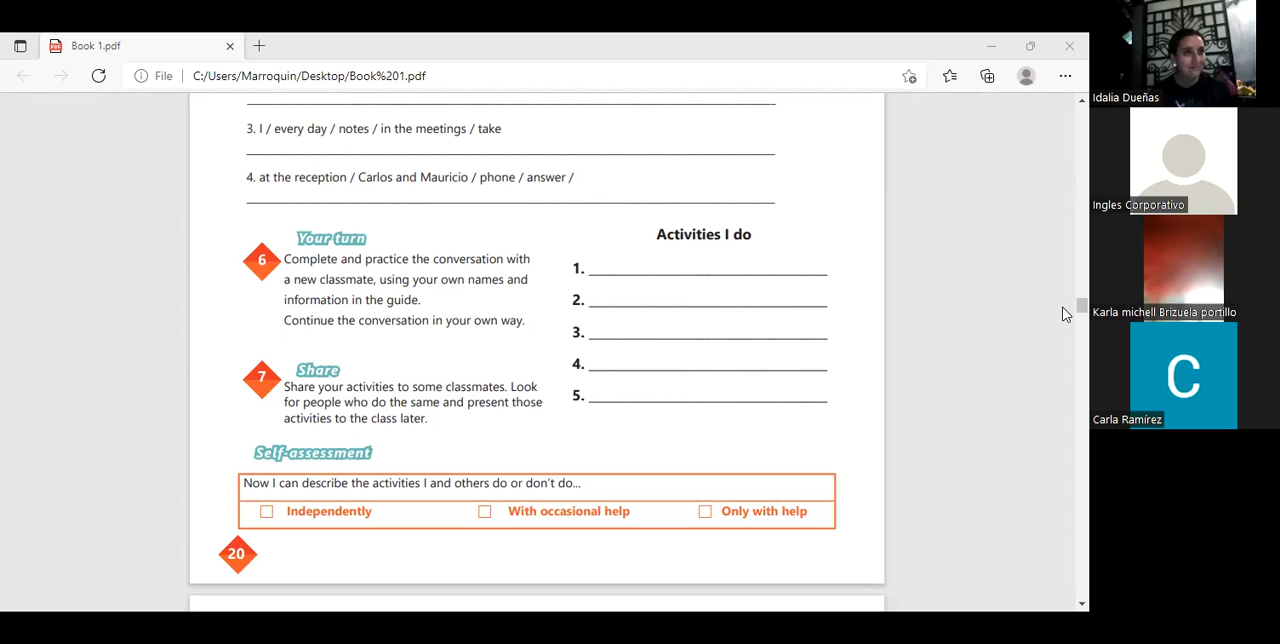 Book 1.pdf
File
C:/Users/Marroquin/Desktop/Book%201.pdf
3. I / every day / notes / in the meetings / take
4. at the reception / Carlos and Mauricio / phone / answer /
6
Your turn
Complete and practice the conversation with
a new classmate, using your own names and
information in the guide.
Continue the conversation in your own way.
Activities I do
1.
2.
3.
4.
5.
7
Share
Share your activities to some classmates. Look
for people who do the same and present those
activities to the class later.
Self-assessment
Now I can describe the activities I and others do or don't do...
Independently
With occasional help
Only with help
20
Idalia Dueñas
Ingles Corporativo
Karla michell Brizuela portillo
C
Carla Ramírez